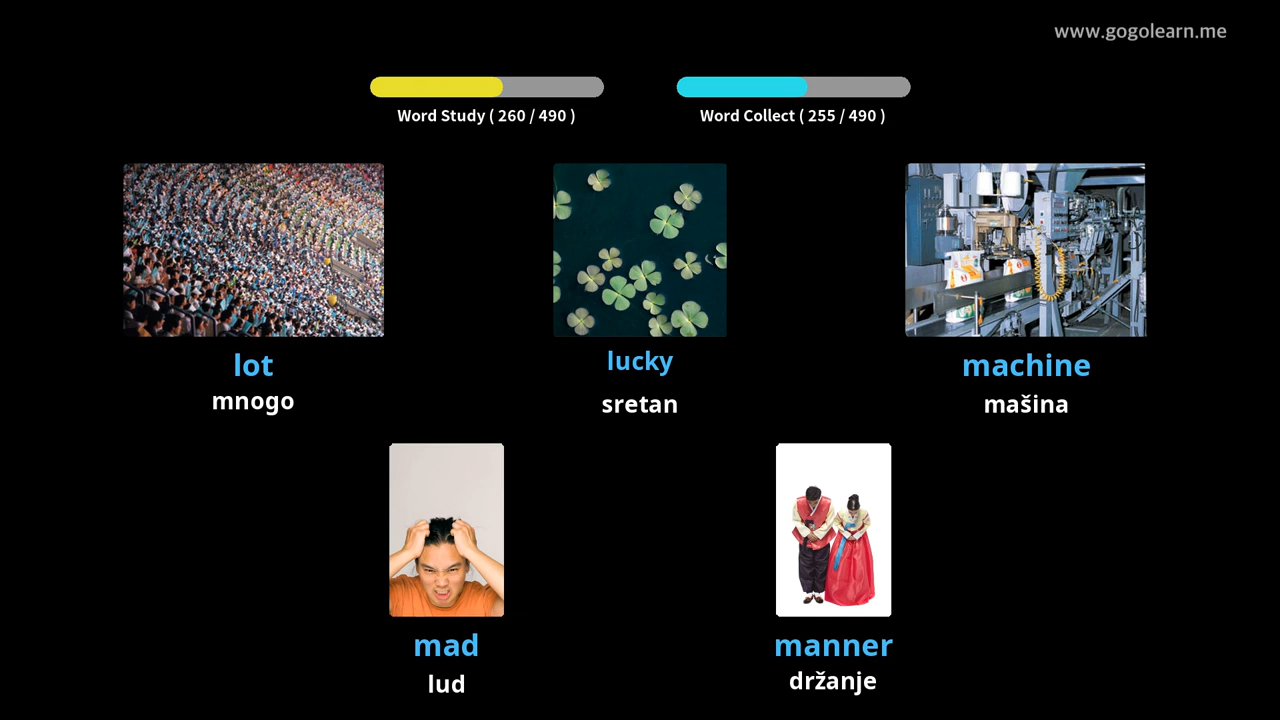 www.gogolearn.me
Word Study ( 260 / 490 )
Word Collect ( 255 / 490 )
lot
mnogo
lucky
sretan
machine
mašina
mad
lud
manner
držanje